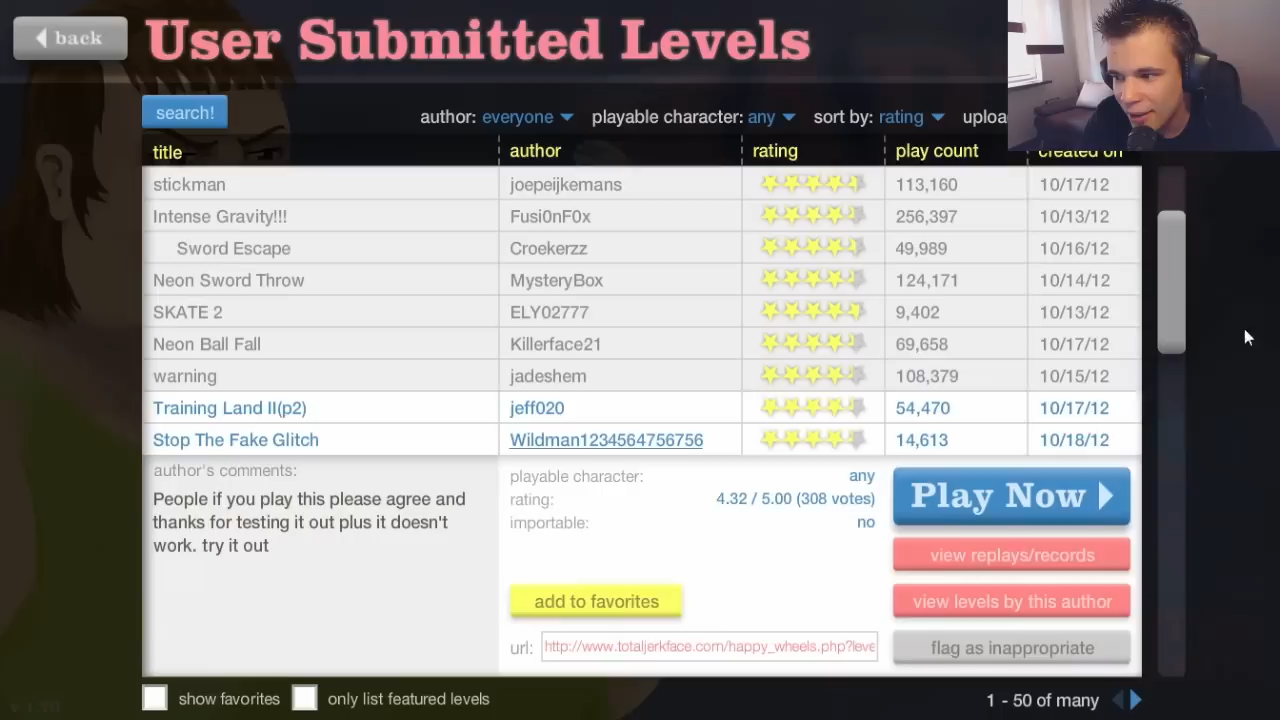 back
User Submitted Levels
search!
author: everyone playable character: any sort by: rating
title author rating play count created on
stickman joepeijkemans 113,160 10/17/12
Intense Gravity!!! Fusi0nF0x 256,397 10/13/12
Sword Escape Croekerzz 49,989 10/16/12
Neon Sword Throw MysteryBox 124,171 10/14/12
SKATE 2 ELY02777 9,402 10/13/12
Neon Ball Fall Killerface21 69,658 10/17/12
warning jadeshem 108,379 10/15/12
Training Land II(p2) jeff020 54,470 10/17/12
Stop The Fake Glitch Wildman1234564756756 14,613 10/18/12
author's comments:
People if you play this please agree and
thanks for testing it out plus it doesn't
work. try it out
playable character: any
rating: 4.32 / 5.00 (308 votes)
importable: no
add to favorites
url: http://www.totaljerkface.com/happy_wheels.php?leve
Play Now
view replays/records
view levels by this author
flag as inappropriate
show favorites only list featured levels
1 - 50 of many